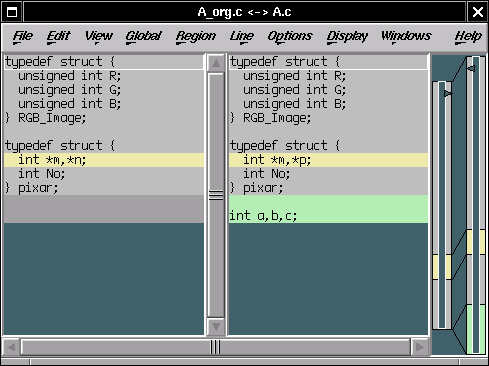 A_org.c <-> A.c
File Edit View Global Region Line Options Display Windows Help
typedef struct {
  unsigned int R;
  unsigned int G;
  unsigned int B;
} RGB_Image;

typedef struct {
  int *m,*n;
  int No;
} pixar;
typedef struct {
  unsigned int R;
  unsigned int G;
  unsigned int B;
} RGB_Image;

typedef struct {
  int *m,*p;
  int No;
} pixar;

int a,b,c;